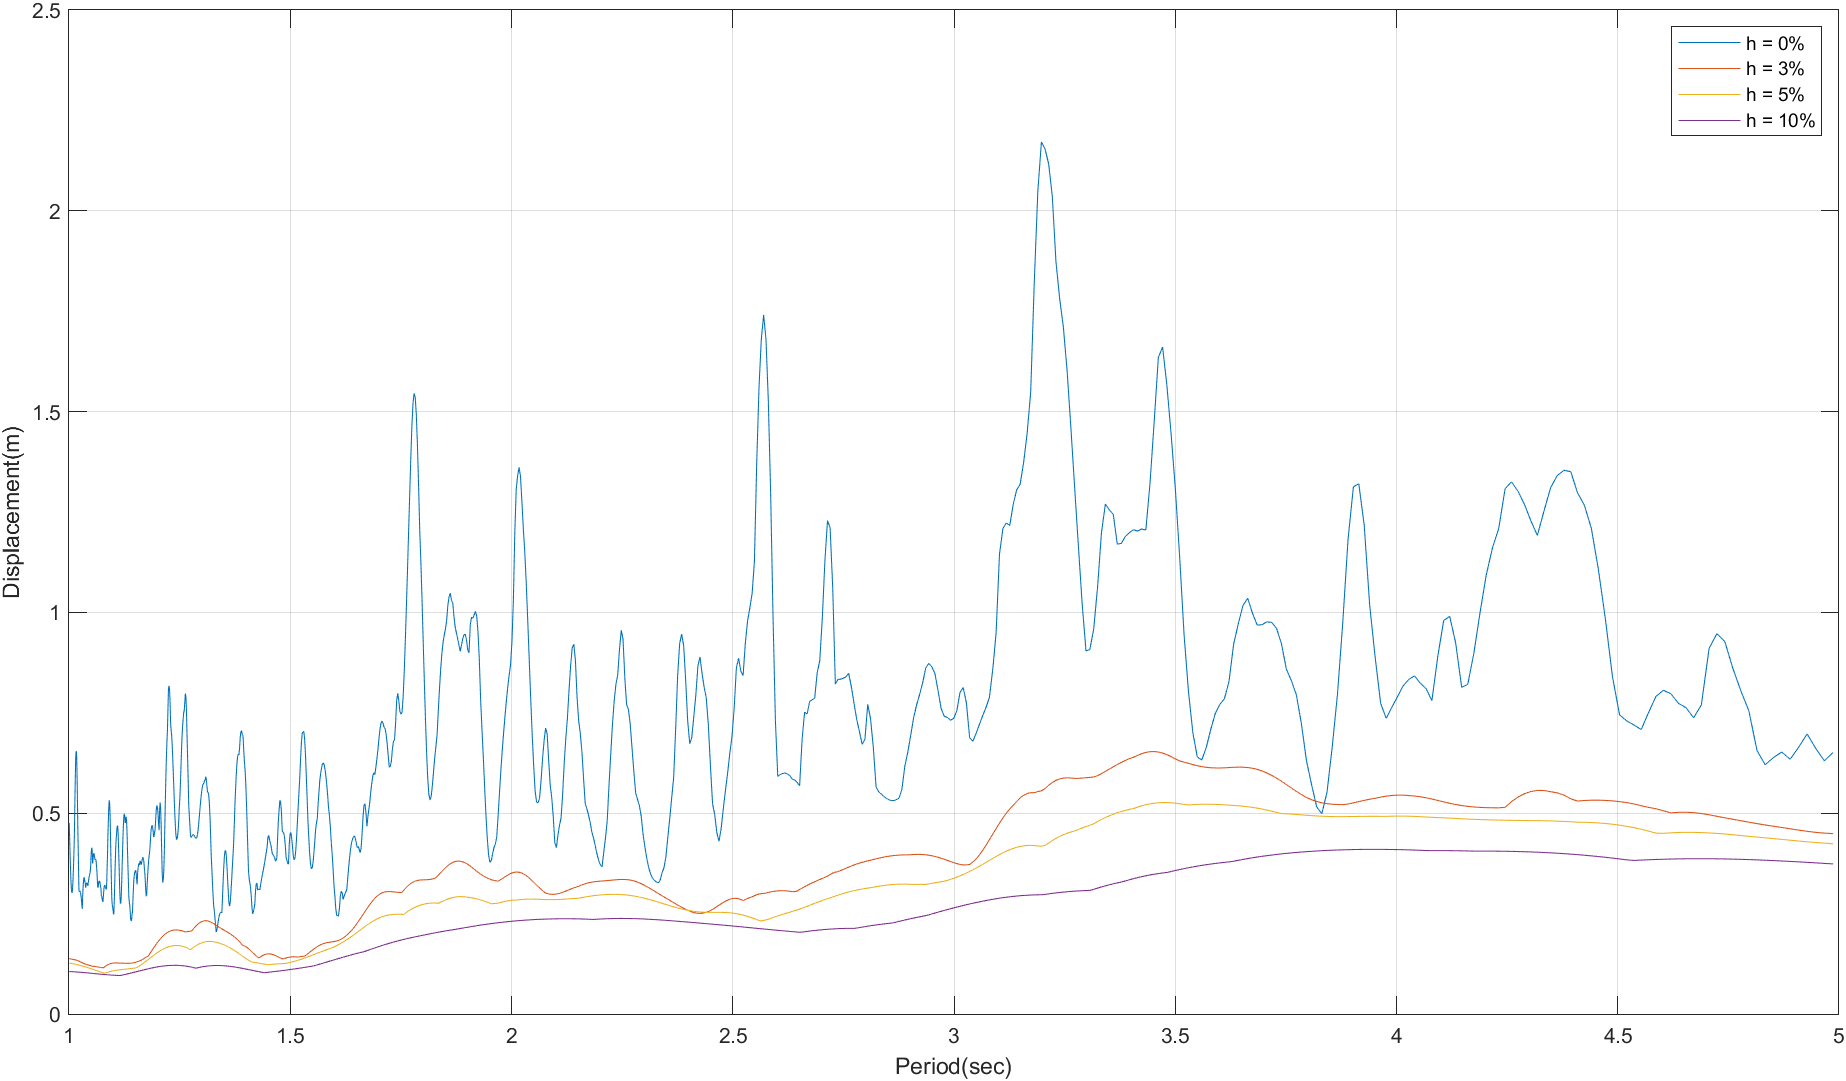 2.5
2
1.5
1
0.5
0
Displacement(m)
h = 0%
h = 3%
h = 5%
h = 10%
1
1.5
2
2.5
3
3.5
4
4.5
5
Period(sec)